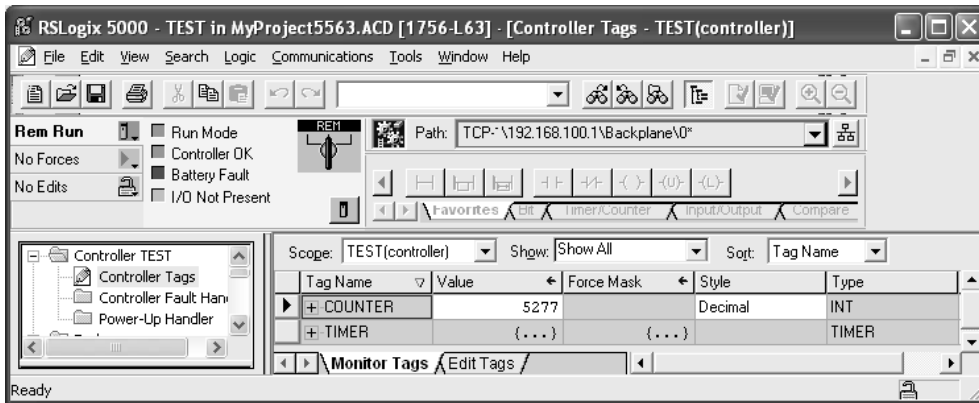 RSLogix 5000 - TEST in MyProject5563.ACD [1756-L63] - [Controller Tags - TEST(controller)]
File Edit View Search Logic Communications Tools Window Help
Rem Run
No Forces
No Edits
Run Mode
Controller OK
Battery Fault
I/O Not Present
REM
Path: TCP-1\192.168.100.1\Backplane\0*
Favorites Bit Timer/Counter Input/Output Compare
Controller TEST
Controller Tags
Controller Fault Han
Power-Up Handler
Scope: TEST(controller) Show: Show All Sort: Tag Name
Tag Name Value Force Mask Style Type
COUNTER 5277 Decimal INT
TIMER {...} {...} TIMER
Monitor Tags Edit Tags
Ready